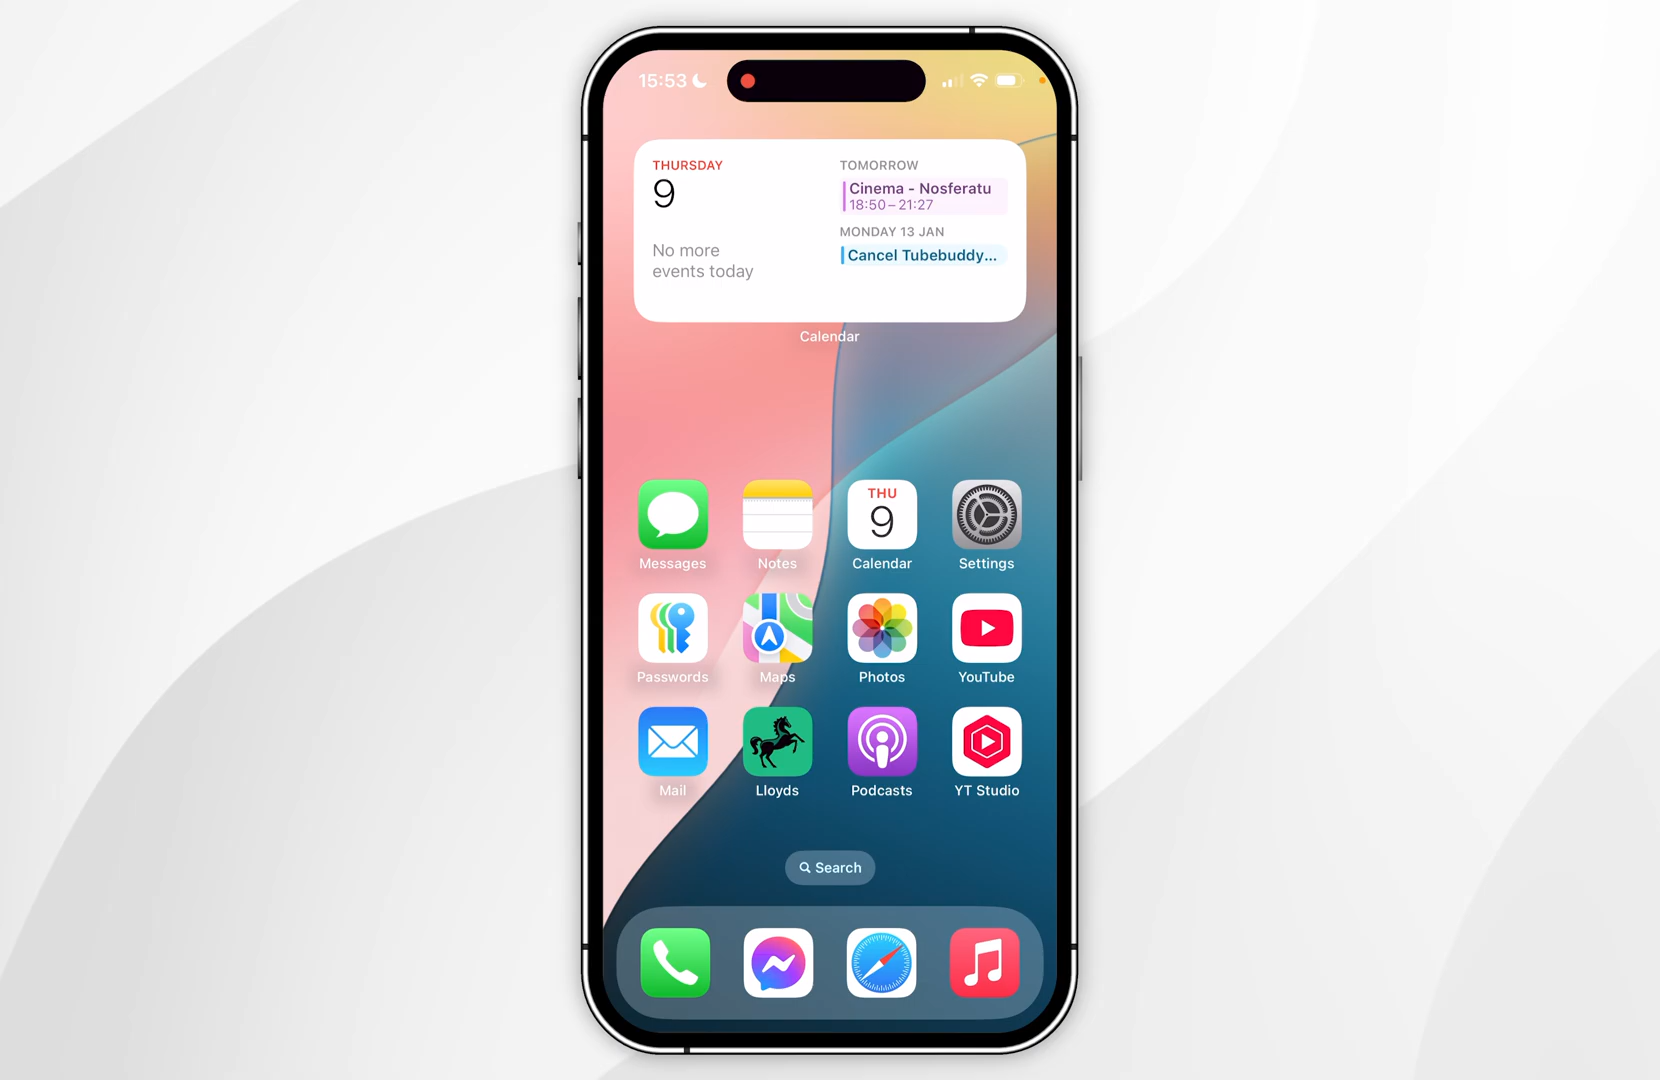 15:53
THURSDAY
9
No more
events today
TOMORROW
Cinema - Nosferatu
18:50 – 21:27
MONDAY 13 JAN
Cancel Tubebuddy...
Calendar
THU
9
Messages
Notes
Calendar
Settings
Passwords
Maps
Photos
YouTube
Mail
Lloyds
Podcasts
YT Studio
Search